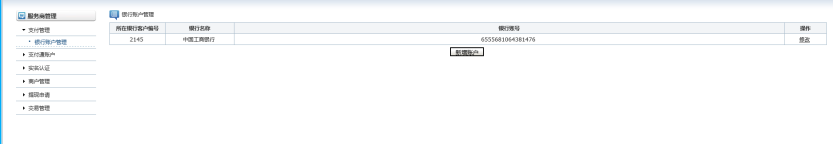 服务商管理
支付管理
银行账户管理
支付通账户
实名认证
商户管理
提现申请
交易管理
银行账户管理
所在银行客户编号 银行名称 银行账号 操作
2145 中国工商银行 6555681064381476 修改
新增账户